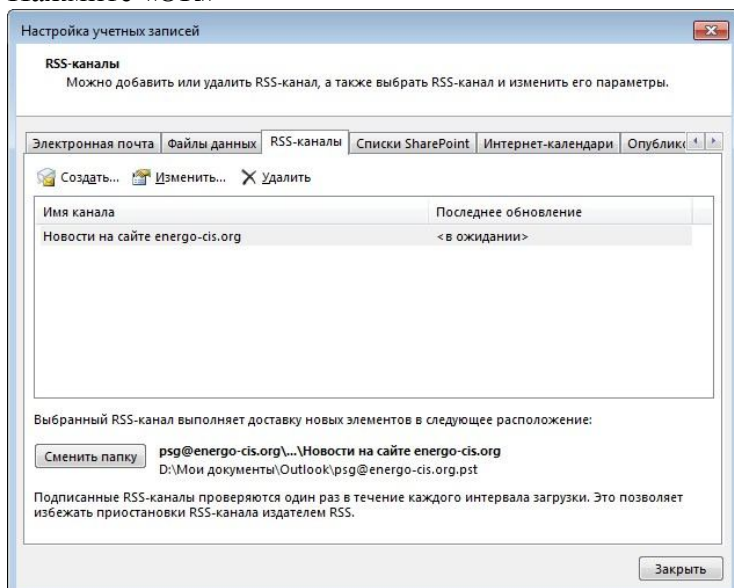 Настройка учетных записей
RSS-каналы
Можно добавить или удалить RSS-канал, а также выбрать RSS-канал и изменить его параметры.
Электронная почта Файлы данных RSS-каналы Списки SharePoint Интернет-календари
Создать... Изменить... Удалить
Имя канала Последнее обновление
Новости на сайте energo-cis.org <в ожидании>
Выбранный RSS-канал выполняет доставку новых элементов в следующее расположение:
Сменить папку psg@energo-cis.org\...\Новости на сайте energo-cis.org
D:\Мои документы\Outlook\psg@energo-cis.org.pst
Подписанные RSS-каналы проверяются один раз в течение каждого интервала загрузки. Это позволяет
избежать приостановки RSS-канала издателем RSS.
Закрыть